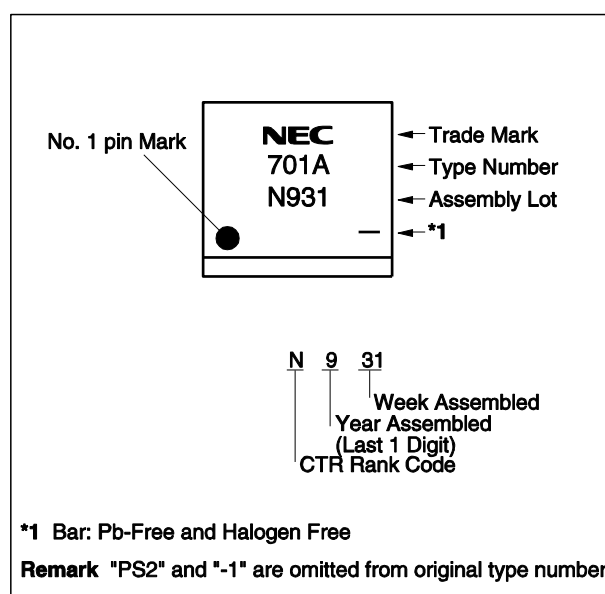 No. 1 pin Mark
NEC
701A
N931
Trade Mark
Type Number
Assembly Lot
*1
N 9 31
Week Assembled
Year Assembled
(Last 1 Digit)
CTR Rank Code
*1 Bar: Pb-Free and Halogen Free
Remark "PS2" and "-1" are omitted from original type number